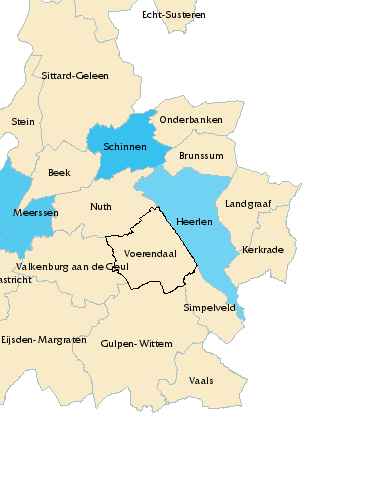 Echt-Susteren
Sittard-Geleen
Stein
Onderbanken
Schinnen
Brunssum
Beek
Nuth
Landgraaf
Meerssen
Heerlen
Voerendaal
Kerkrade
Valkenburg aan de Geul
astricht
Simpelveld
Eijsden- Margraten
Gulpen- Wittem
Vaals